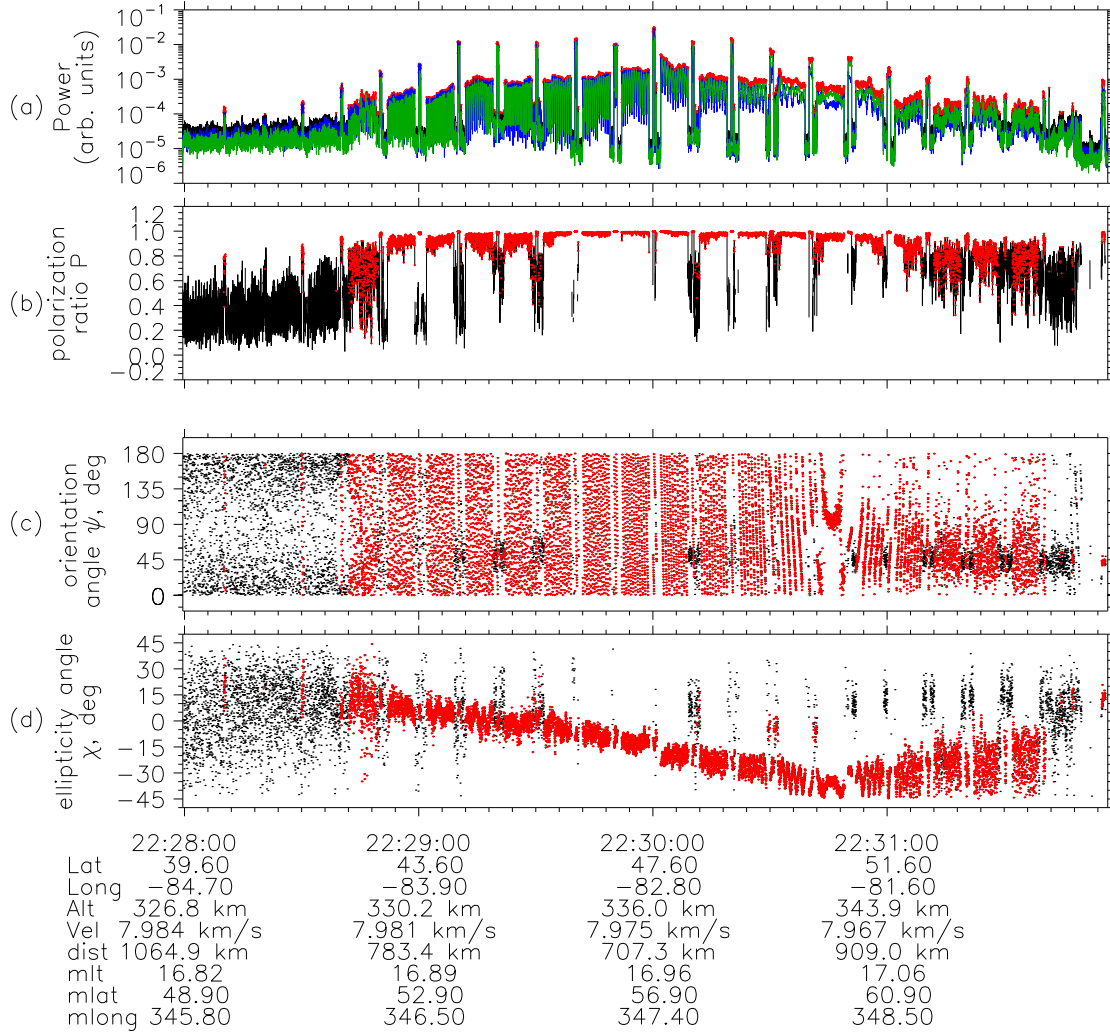 (a)
Power
(arb. units)
10⁻¹
10⁻²
10⁻³
10⁻⁴
10⁻⁵
10⁻⁶
(b)
polarization
ratio P
1.2
1.0
0.8
0.6
0.4
0.2
0.0
−0.2
(c)
orientation
angle ψ, deg
180
135
90
45
0
(d)
ellipticity angle
χ, deg
45
30
15
0
−15
−30
−45
22:28:00 22:29:00 22:30:00 22:31:00
Lat 39.60 43.60 47.60 51.60
Long −84.70 −83.90 −82.80 −81.60
Alt 326.8 km 330.2 km 336.0 km 343.9 km
Vel 7.984 km/s 7.981 km/s 7.975 km/s 7.967 km/s
dist 1064.9 km 783.4 km 707.3 km 909.0 km
mlt 16.82 16.89 16.96 17.06
mlat 48.90 52.90 56.90 60.90
mlong 345.80 346.50 347.40 348.50